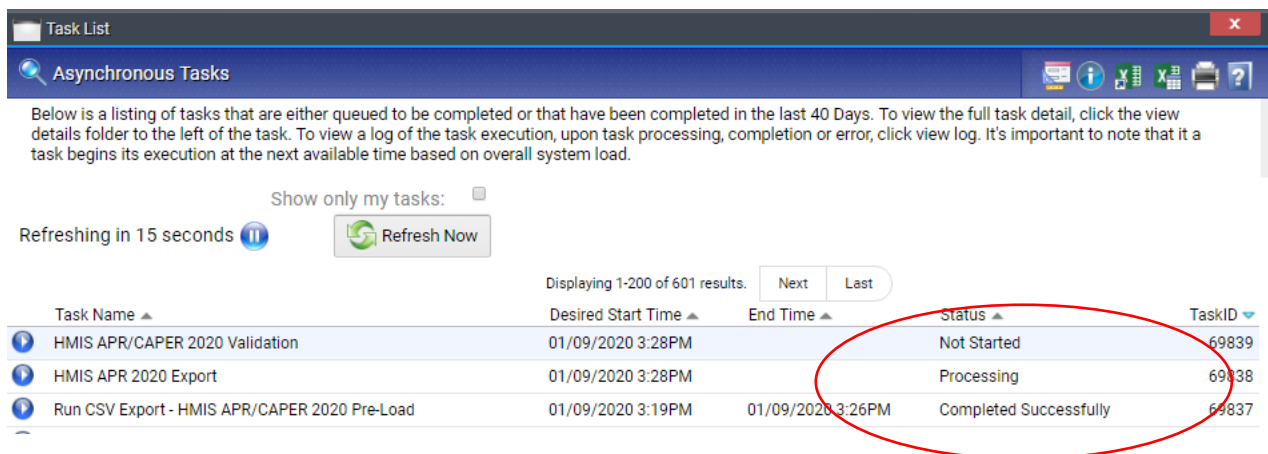 Task List
x
Asynchronous Tasks
Below is a listing of tasks that are either queued to be completed or that have been completed in the last 40 Days. To view the full task detail, click the view
details folder to the left of the task. To view a log of the task execution, upon task processing, completion or error, click view log. It's important to note that it a
task begins its execution at the next available time based on overall system load.
Show only my tasks:
Refreshing in 15 seconds Refresh Now
Displaying 1-200 of 601 results. Next Last
Task Name Desired Start Time End Time Status TaskID
HMIS APR/CAPER 2020 Validation 01/09/2020 3:28PM Not Started 69839
HMIS APR 2020 Export 01/09/2020 3:28PM Processing 69838
Run CSV Export - HMIS APR/CAPER 2020 Pre-Load 01/09/2020 3:19PM 01/09/2020 3:26PM Completed Successfully 69837